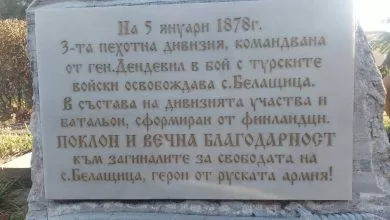 На 5 януари 1878г.
3-та пехотна дивизия, командвана
от ген. Дендевил в бой с турските
войски освобождава с. Белащица.
В състава на дивизията участва и
батальон, сформиран от финландци.
ПОКЛОН И ВЕЧНА БЛАГОДАРНОСТ
към загиналите за свободата на
с. Белащица, герои от руската армия!